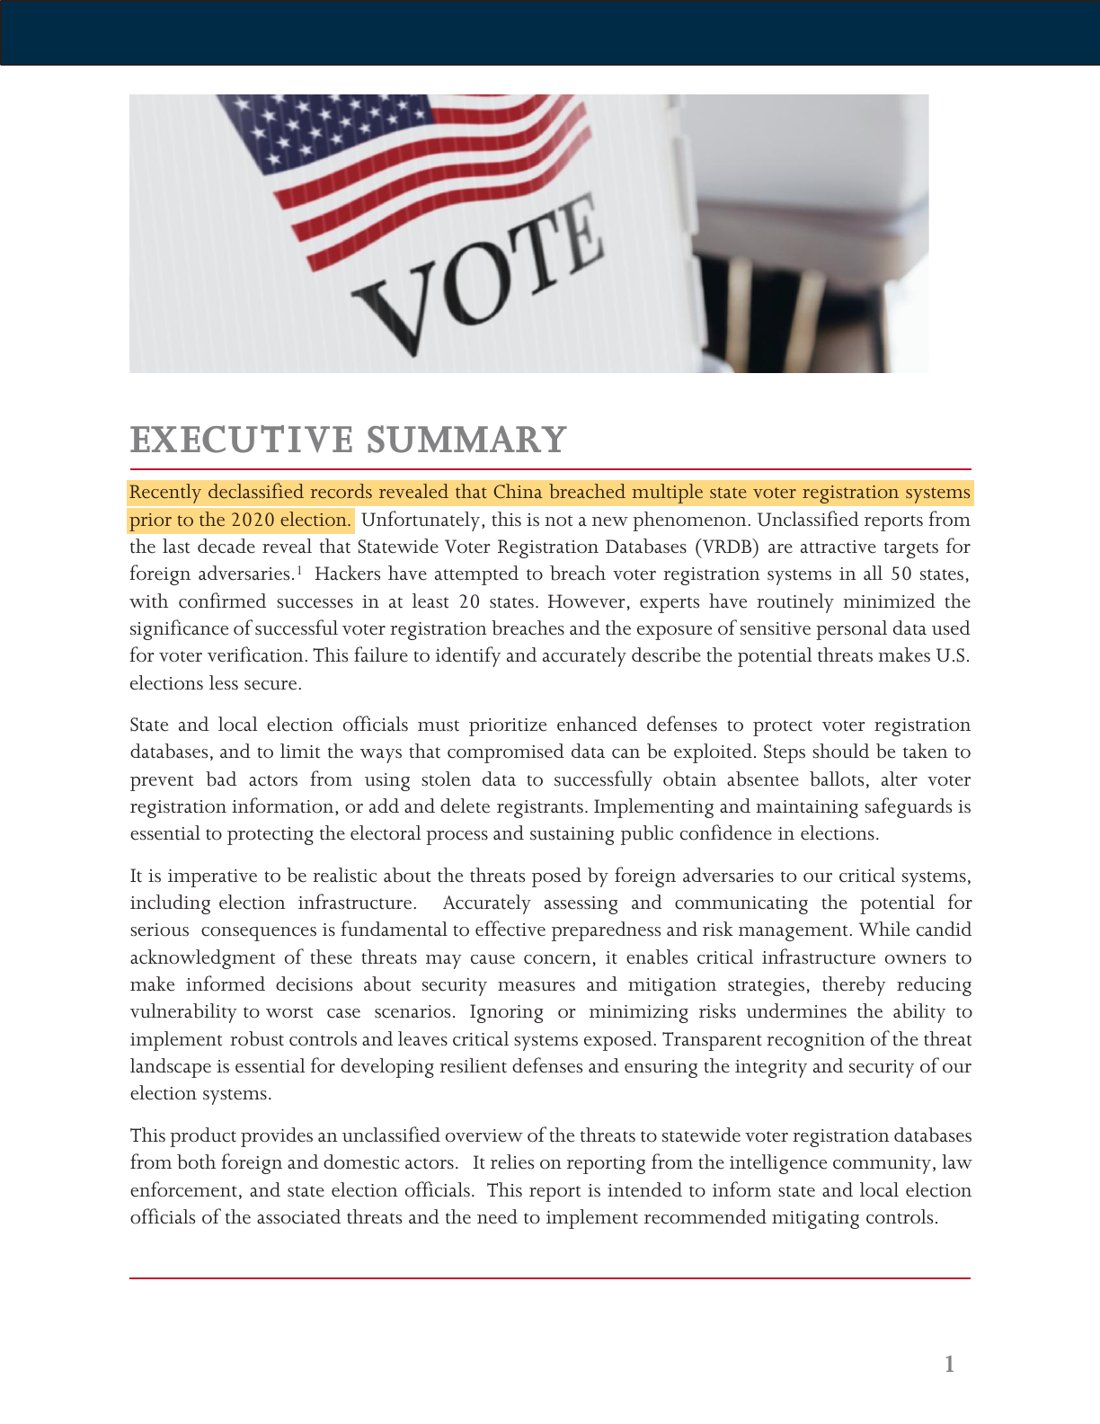 VOTE
EXECUTIVE SUMMARY
Recently declassified records revealed that China breached multiple state voter registration systems
prior to the 2020 election. Unfortunately, this is not a new phenomenon. Unclassified reports from
the last decade reveal that Statewide Voter Registration Databases (VRDB) are attractive targets for
foreign adversaries.¹ Hackers have attempted to breach voter registration systems in all 50 states,
with confirmed successes in at least 20 states. However, experts have routinely minimized the
significance of successful voter registration breaches and the exposure of sensitive personal data used
for voter verification. This failure to identify and accurately describe the potential threats makes U.S.
elections less secure.
State and local election officials must prioritize enhanced defenses to protect voter registration
databases, and to limit the ways that compromised data can be exploited. Steps should be taken to
prevent bad actors from using stolen data to successfully obtain absentee ballots, alter voter
registration information, or add and delete registrants. Implementing and maintaining safeguards is
essential to protecting the electoral process and sustaining public confidence in elections.
It is imperative to be realistic about the threats posed by foreign adversaries to our critical systems,
including election infrastructure. Accurately assessing and communicating the potential for
serious consequences is fundamental to effective preparedness and risk management. While candid
acknowledgment of these threats may cause concern, it enables critical infrastructure owners to
make informed decisions about security measures and mitigation strategies, thereby reducing
vulnerability to worst case scenarios. Ignoring or minimizing risks undermines the ability to
implement robust controls and leaves critical systems exposed. Transparent recognition of the threat
landscape is essential for developing resilient defenses and ensuring the integrity and security of our
election systems.
This product provides an unclassified overview of the threats to statewide voter registration databases
from both foreign and domestic actors. It relies on reporting from the intelligence community, law
enforcement, and state election officials. This report is intended to inform state and local election
officials of the associated threats and the need to implement recommended mitigating controls.
1